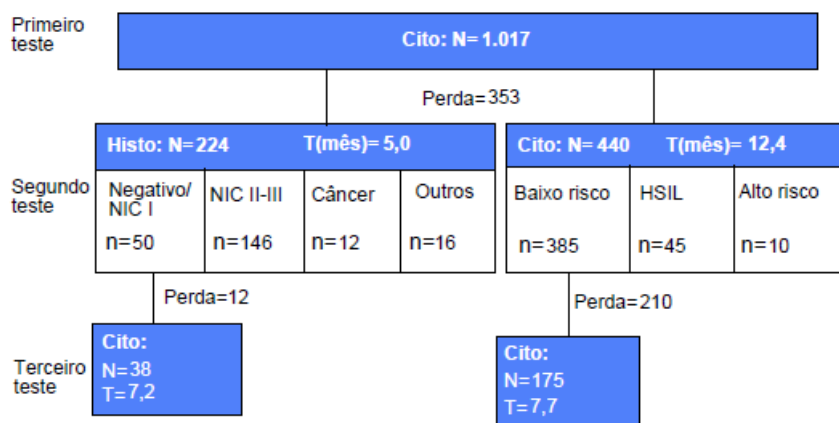 Primeiro
teste
Cito: N= 1.017
Perda=353
Histo: N= 224 T(mês)= 5,0
Cito: N= 440 T(mês)= 12,4
Segundo
teste
Negativo/
NIC I
n=50
NIC II-III
n=146
Câncer
n=12
Outros
n=16
Baixo risco
n=385
HSIL
n=45
Alto risco
n=10
Perda=12
Perda=210
Terceiro
teste
Cito:
N=38
T=7,2
Cito:
N=175
T=7,7